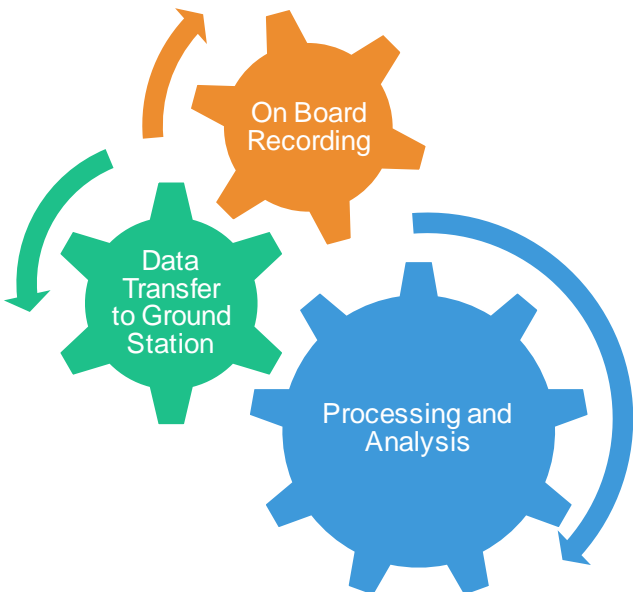 On Board
Recording
Data
Transfer
to Ground
Station
Processing and
Analysis